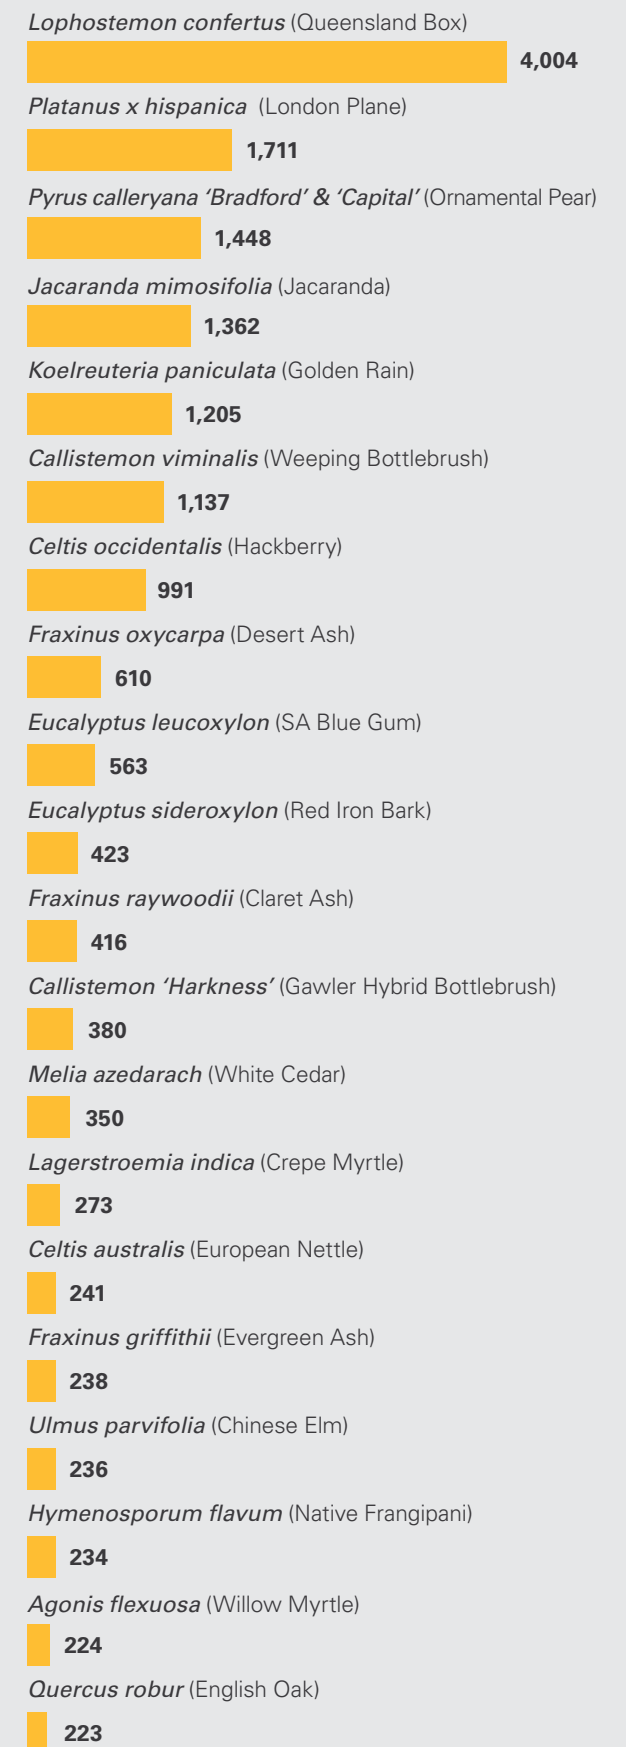 Lophostemon confertus (Queensland Box)
4,004
Platanus x hispanica (London Plane)
1,711
Pyrus calleryana ‘Bradford’ & ‘Capital’ (Ornamental Pear)
1,448
Jacaranda mimosifolia (Jacaranda)
1,362
Koelreuteria paniculata (Golden Rain)
1,205
Callistemon viminalis (Weeping Bottlebrush)
1,137
Celtis occidentalis (Hackberry)
991
Fraxinus oxycarpa (Desert Ash)
610
Eucalyptus leucoxylon (SA Blue Gum)
563
Eucalyptus sideroxylon (Red Iron Bark)
423
Fraxinus raywoodii (Claret Ash)
416
Callistemon ‘Harkness’ (Gawler Hybrid Bottlebrush)
380
Melia azedarach (White Cedar)
350
Lagerstroemia indica (Crepe Myrtle)
273
Celtis australis (European Nettle)
241
Fraxinus griffithii (Evergreen Ash)
238
Ulmus parvifolia (Chinese Elm)
236
Hymenosporum flavum (Native Frangipani)
234
Agonis flexuosa (Willow Myrtle)
224
Quercus robur (English Oak)
223